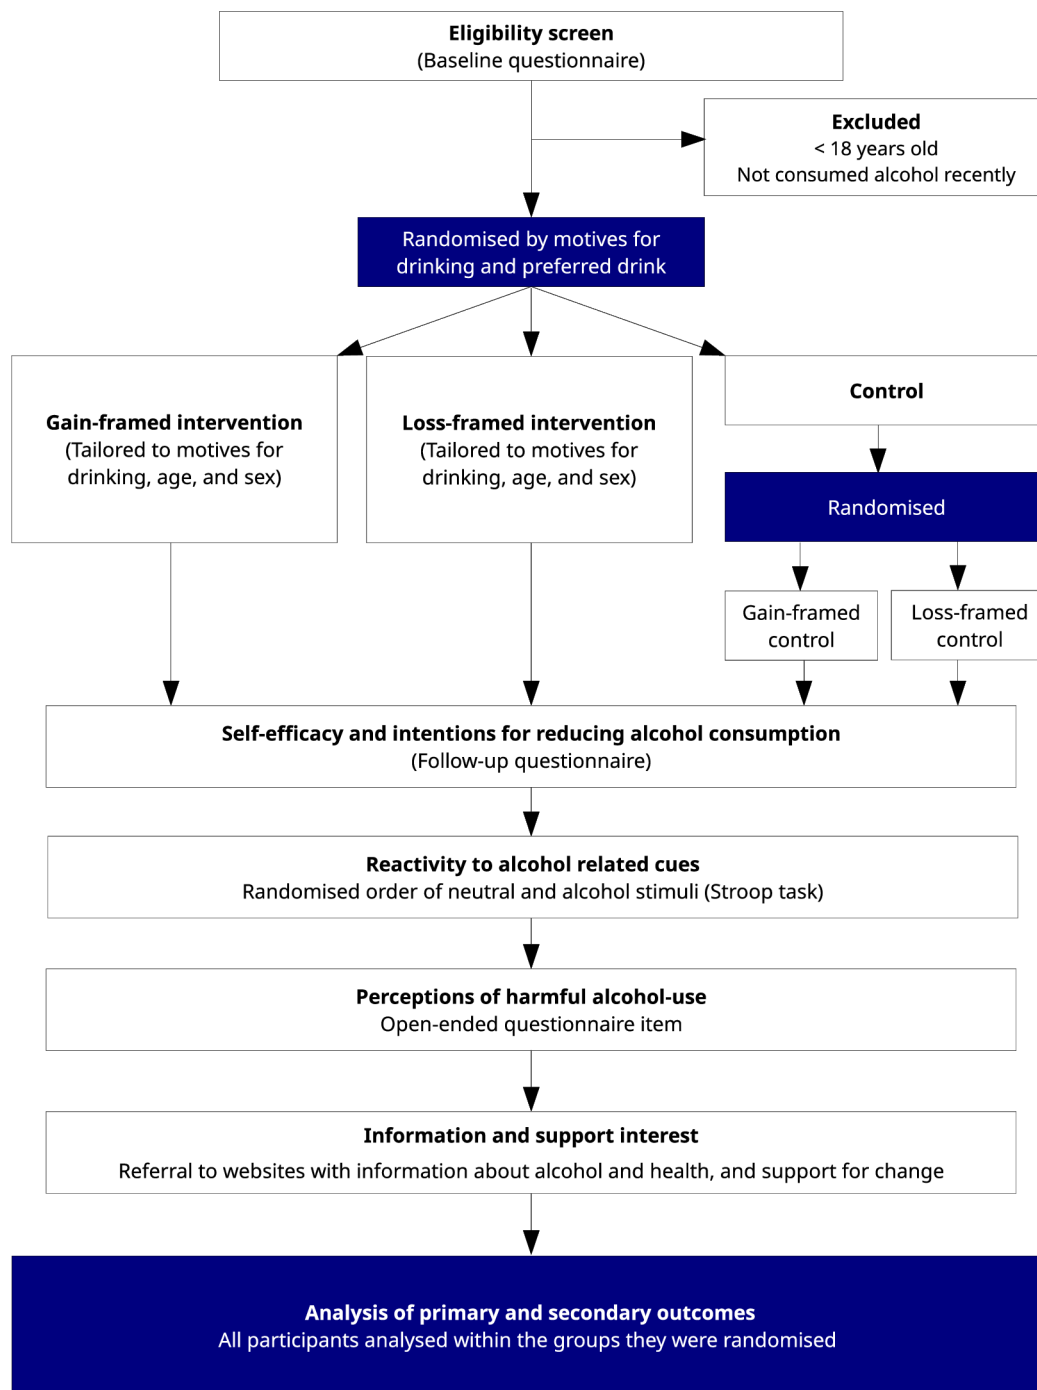 Eligibility screen
(Baseline questionnaire)
Excluded
< 18 years old
Not consumed alcohol recently
Randomised by motives for
drinking and preferred drink
Gain-framed intervention
(Tailored to motives for
drinking, age, and sex)
Loss-framed intervention
(Tailored to motives for
drinking, age, and sex)
Control
Randomised
Gain-framed
control
Loss-framed
control
Self-efficacy and intentions for reducing alcohol consumption
(Follow-up questionnaire)
Reactivity to alcohol related cues
Randomised order of neutral and alcohol stimuli (Stroop task)
Perceptions of harmful alcohol-use
Open-ended questionnaire item
Information and support interest
Referral to websites with information about alcohol and health, and support for change
Analysis of primary and secondary outcomes
All participants analysed within the groups they were randomised